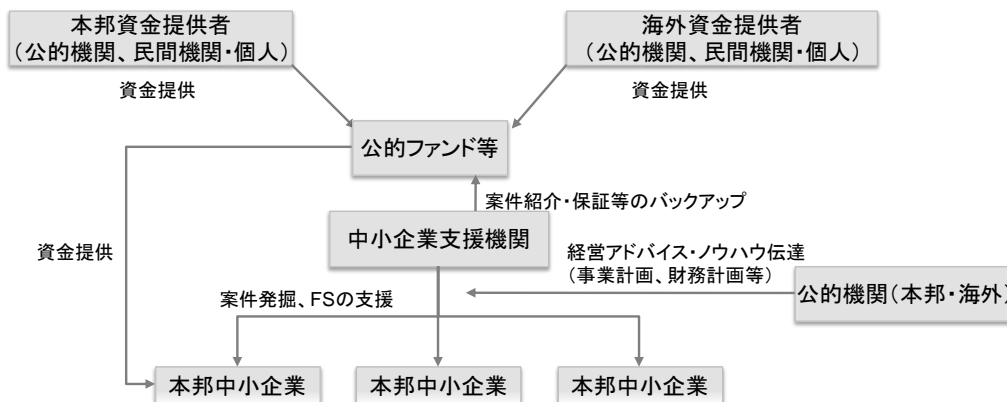 本邦資金提供者
（公的機関、民間機関・個人）
海外資金提供者
（公的機関、民間機関・個人）
資金提供
資金提供
公的ファンド等
案件紹介・保証等のバックアップ
中小企業支援機関
資金提供
経営アドバイス・ノウハウ伝達
（事業計画、財務計画等）
公的機関（本邦・海外）
案件発掘、FSの支援
本邦中小企業
本邦中小企業
本邦中小企業